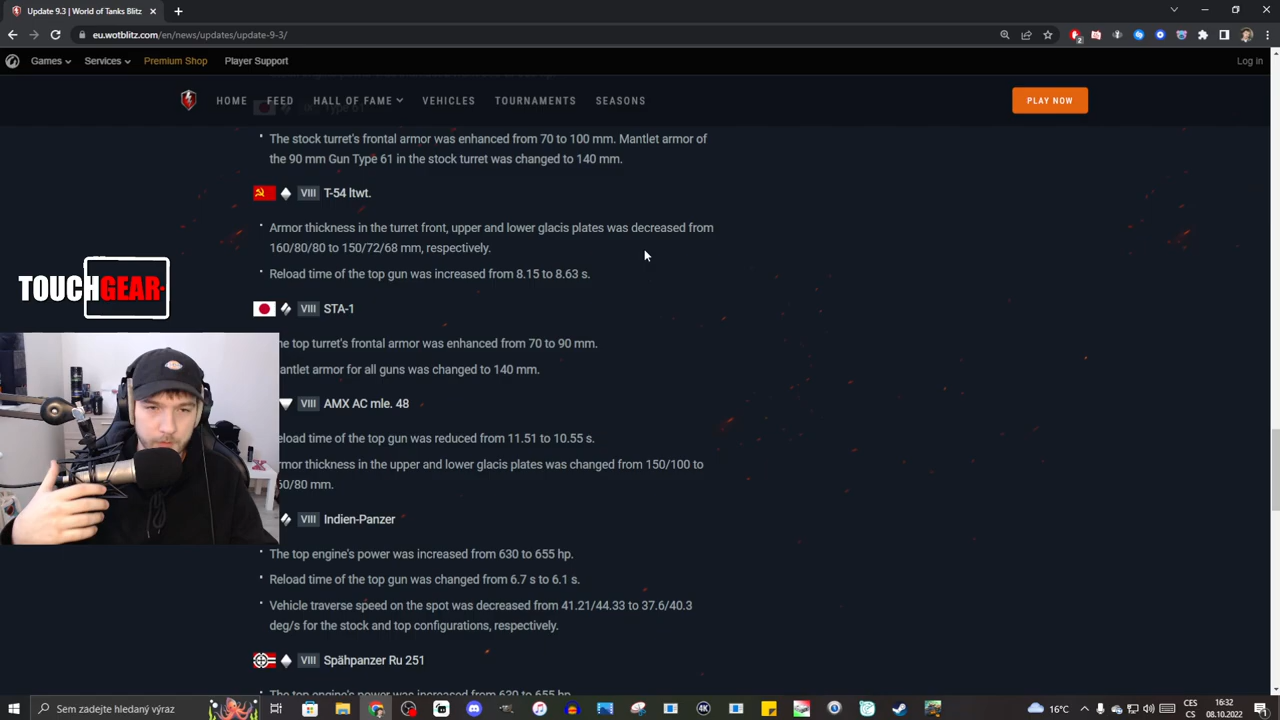 Update 9.3 | World of Tanks Blitz
eu.wotblitz.com/en/news/updates/update-9-3/
Games
Services
Premium Shop
Player Support
Log in
HOME
FEED
HALL OF FAME
VEHICLES
TOURNAMENTS
SEASONS
PLAY NOW
The stock turret's frontal armor was enhanced from 70 to 100 mm. Mantlet armor of
the 90 mm Gun Type 61 in the stock turret was changed to 140 mm.
VIII T-54 ltwt.
Armor thickness in the turret front, upper and lower glacis plates was decreased from
160/80/80 to 150/72/68 mm, respectively.
Reload time of the top gun was increased from 8.15 to 8.63 s.
TOUCHGEAR
VIII STA-1
he top turret's frontal armor was enhanced from 70 to 90 mm.
antlet armor for all guns was changed to 140 mm.
VIII AMX AC mle. 48
eload time of the top gun was reduced from 11.51 to 10.55 s.
rmor thickness in the upper and lower glacis plates was changed from 150/100 to
60/80 mm.
VIII Indien-Panzer
The top engine's power was increased from 630 to 655 hp.
Reload time of the top gun was changed from 6.7 s to 6.1 s.
Vehicle traverse speed on the spot was decreased from 41.21/44.33 to 37.6/40.3
deg/s for the stock and top configurations, respectively.
VIII Spähpanzer Ru 251
The top engine's power was increased from 630 to 655 hp.
Sem zadejte hledaný výraz
16°C
CES
CS
16:32
08.10.2022